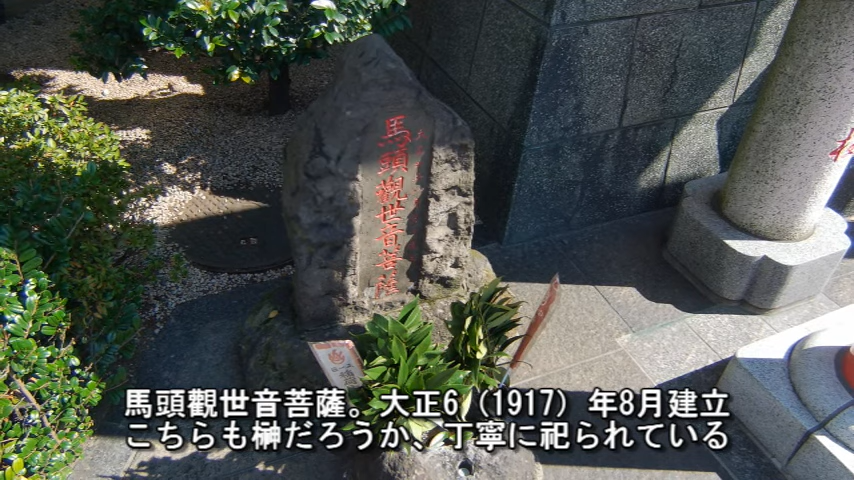 馬頭觀世音菩薩
馬頭觀世音菩薩。大正6（1917）年8月建立
こちらも榊だろうか、丁寧に祀られている